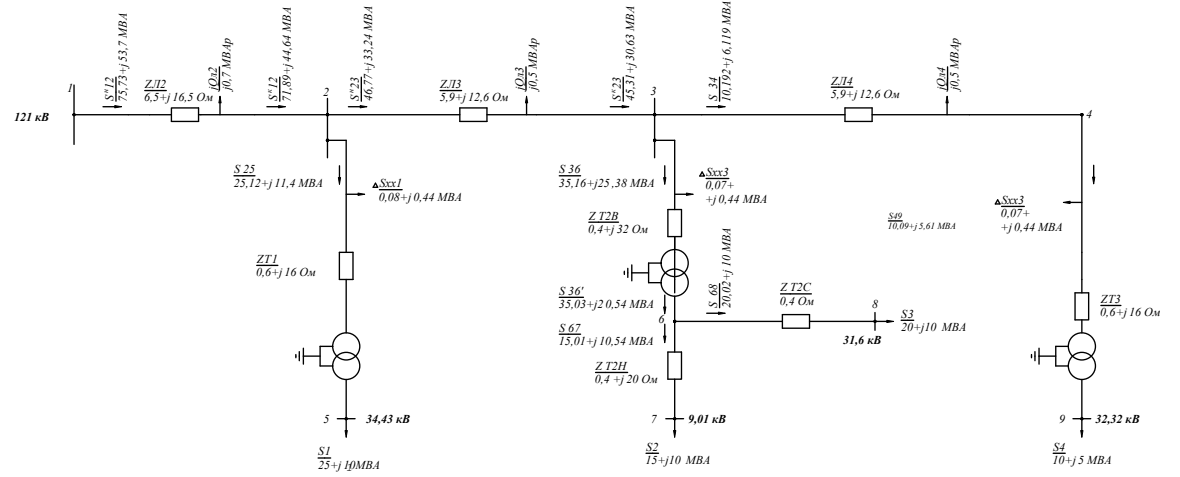 1
121 кВ
S"12
75,73+j 53,7 МВА
ZЛ2
6,5+j 16,5 Ом
jQл2
j0,7 МВАр
S"12
71,89+j 44,64 МВА
2
S"23
46,77+j 33,24 МВА
ZЛ3
5,9+j 12,6 Ом
jQл3
j0,5 МВАр
S"23
45,31+j 30,63 МВА
3
S 34
10,192+j 6,119 МВА
ZЛ4
5,9+j 12,6 Ом
jQл4
j0,5 МВАр
4
S 25
25,12+j 11,4 МВА
△Sхх1
0,08+j 0,44 МВА
ZТ1
0,6+j 16 Ом
5
34,43 кВ
S1
25+j 10МВА
S 36
35,16+j25,38 МВА
△Sхх3
0,07+
+j 0,44 МВА
Z Т2В
0,4+j 32 Ом
S 36'
35,03+j2 0,54 МВА
6
S 67
15,01+j 10,54 МВА
S 68
20,02+j 10 МВА
Z Т2С
0,4 Ом
8
31,6 кВ
S3
20+j10 МВА
Z Т2Н
0,4 +j 20 Ом
7
9,01 кВ
S2
15+j10 МВА
S49
10,09+j 5,61 МВА
△Sхх3
0,07+
+j 0,44 МВА
ZТ3
0,6+j 16 Ом
9
32,32 кВ
S4
10+j 5 МВА